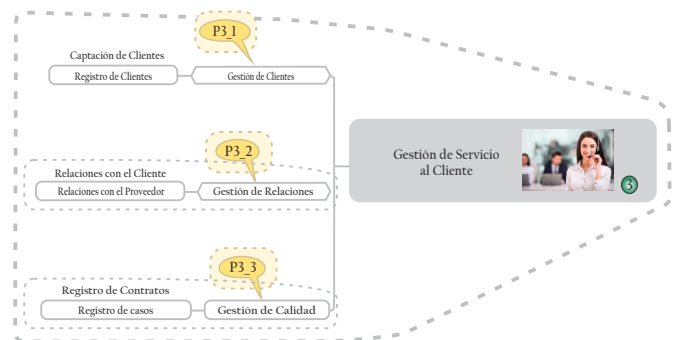 P3_1
Captación de Clientes
Registro de Clientes
Gestión de Clientes
P3_2
Relaciones con el Cliente
Relaciones con el Proveedor
Gestión de Relaciones
P3_3
Registro de Contratos
Registro de casos
Gestión de Calidad
Gestión de Servicio
al Cliente
3